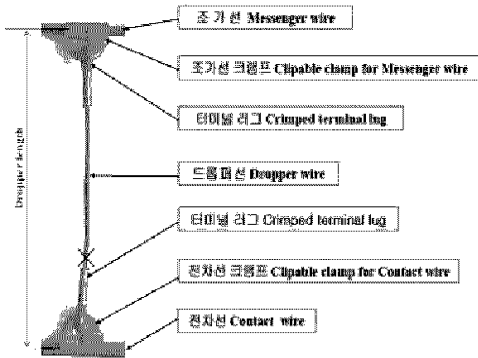 조 가 선 Messenger wire
조가선 크램프 Clipable clamp for Messenger wire
터미널 러그 Crimped terminal lug
드롭퍼선 Dropper wire
터미널 러그 Crimped terminal lug
전차선 크램프 Clipable clamp for Contact wire
전차선 Contact wire
Dropper length